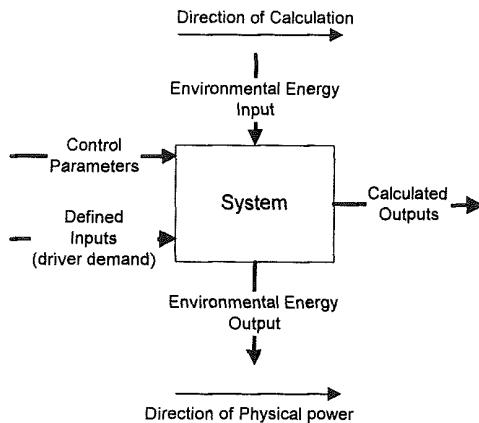 Direction of Calculation
Environmental Energy
Input
Control
Parameters
System
Calculated
Outputs
Defined
Inputs
(driver demand)
Environmental Energy
Output
Direction of Physical power